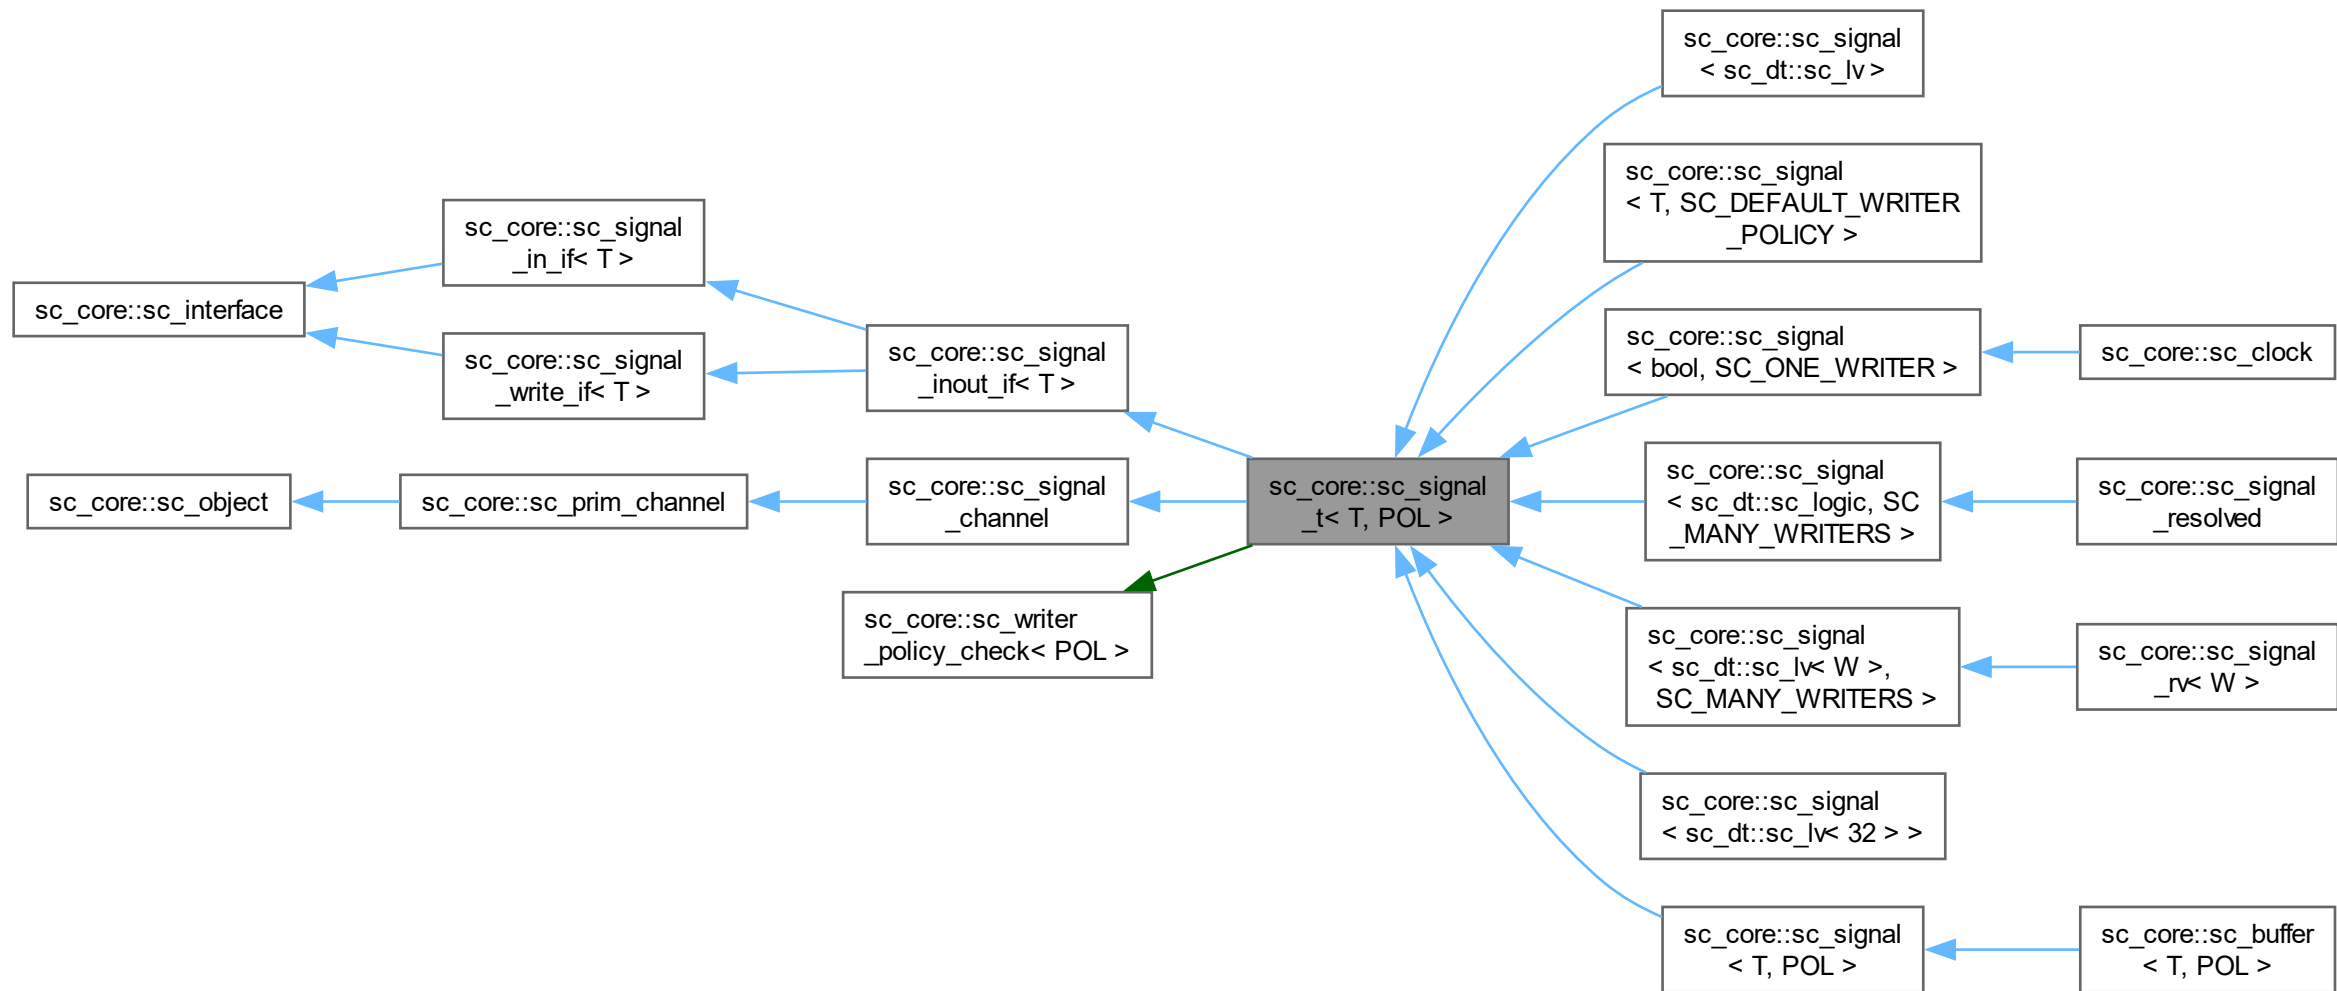 sc_core::sc_interface
sc_core::sc_object
sc_core::sc_signal
_in_if< T >
sc_core::sc_signal
_write_if< T >
sc_core::sc_prim_channel
sc_core::sc_signal
_inout_if< T >
sc_core::sc_signal
_channel
sc_core::sc_writer
_policy_check< POL >
sc_core::sc_signal
_t< T, POL >
sc_core::sc_signal
< sc_dt::sc_lv >
sc_core::sc_signal
< T, SC_DEFAULT_WRITER
_POLICY >
sc_core::sc_signal
< bool, SC_ONE_WRITER >
sc_core::sc_signal
< sc_dt::sc_logic, SC
_MANY_WRITERS >
sc_core::sc_signal
< sc_dt::sc_lv< W >,
SC_MANY_WRITERS >
sc_core::sc_signal
< sc_dt::sc_lv< 32 > >
sc_core::sc_signal
< T, POL >
sc_core::sc_clock
sc_core::sc_signal
_resolved
sc_core::sc_signal
_rv< W >
sc_core::sc_buffer
< T, POL >